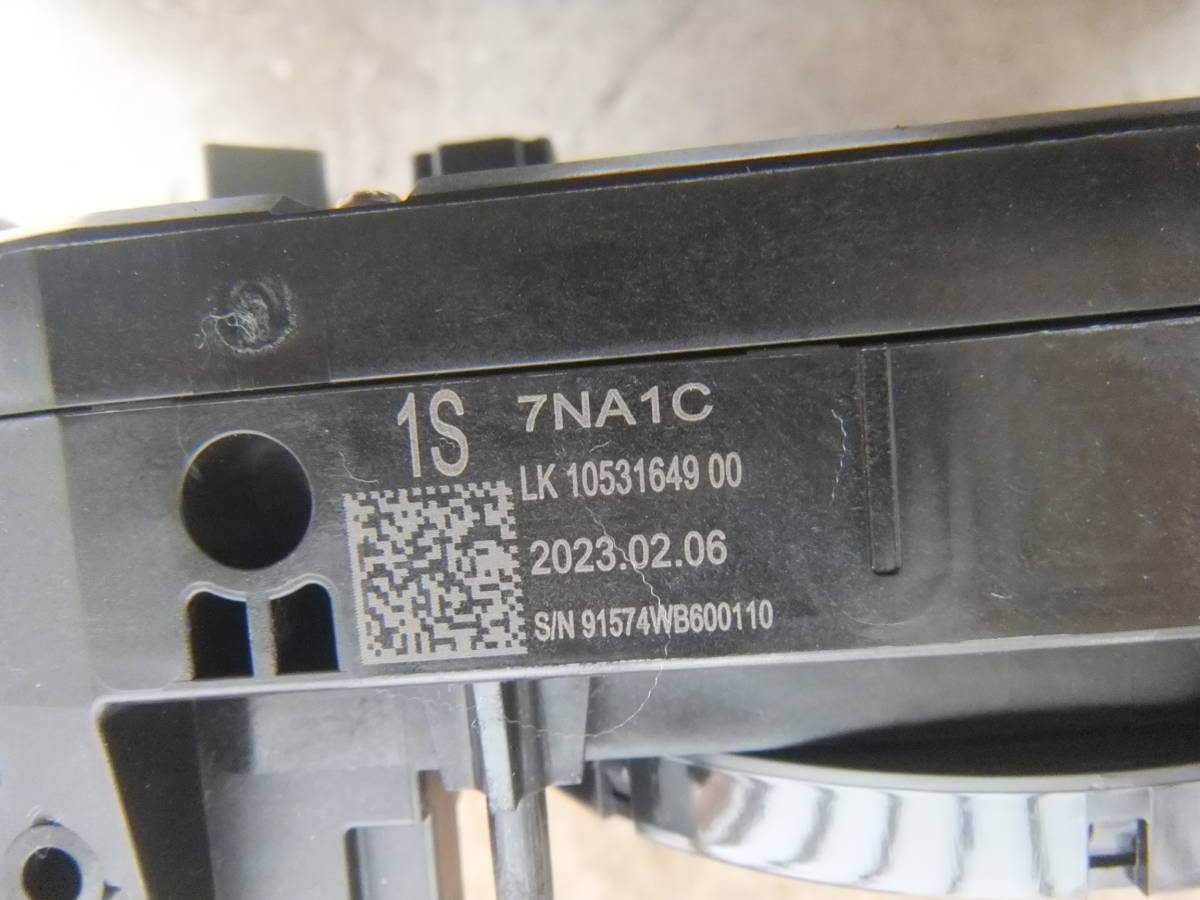 1S 7NA1C
LK 10531649 00
2023.02.06
S/N 91574WB600110